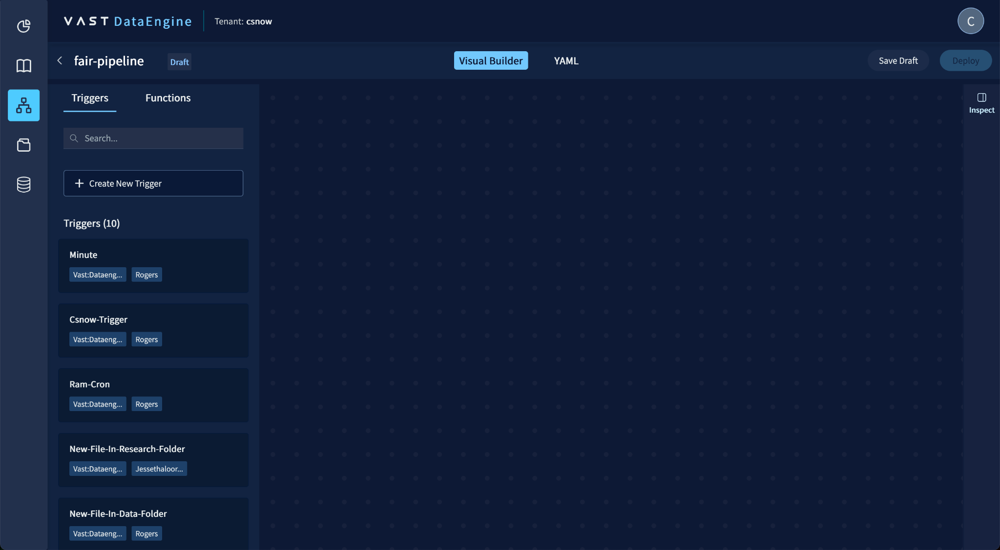 VAST DataEngine
Tenant: csnow
C
fair-pipeline
Draft
Visual Builder
YAML
Save Draft
Deploy
Triggers
Functions
Inspect
Search...
Create New Trigger
Triggers (10)
Minute
Vast:Dataeng... Rogers
Csnow-Trigger
Vast:Dataeng... Rogers
Ram-Cron
Vast:Dataeng... Rogers
New-File-In-Research-Folder
Vast:Dataeng... Jessethaloor...
New-File-In-Data-Folder
Vast:Dataeng... Rogers